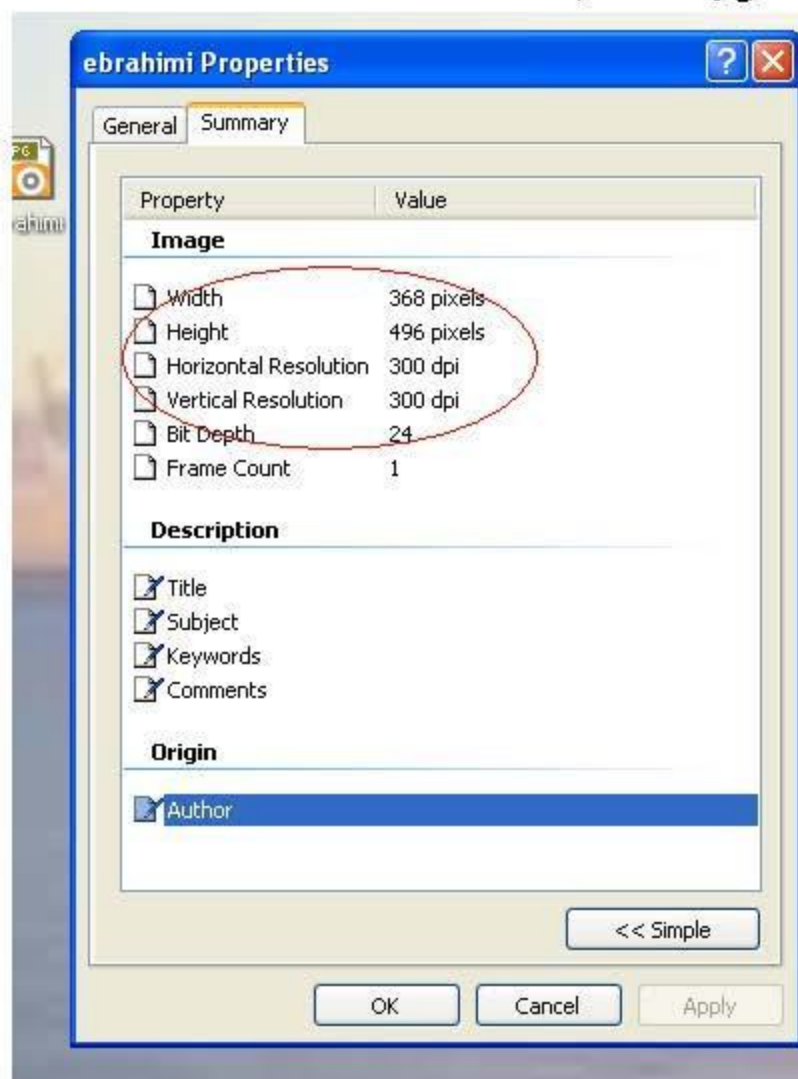 ebrahimi Properties
General Summary
Property Value
Image
Width 368 pixels
Height 496 pixels
Horizontal Resolution 300 dpi
Vertical Resolution 300 dpi
Bit Depth 24
Frame Count 1
Description
Title
Subject
Keywords
Comments
Origin
Author
<< Simple
OK Cancel Apply